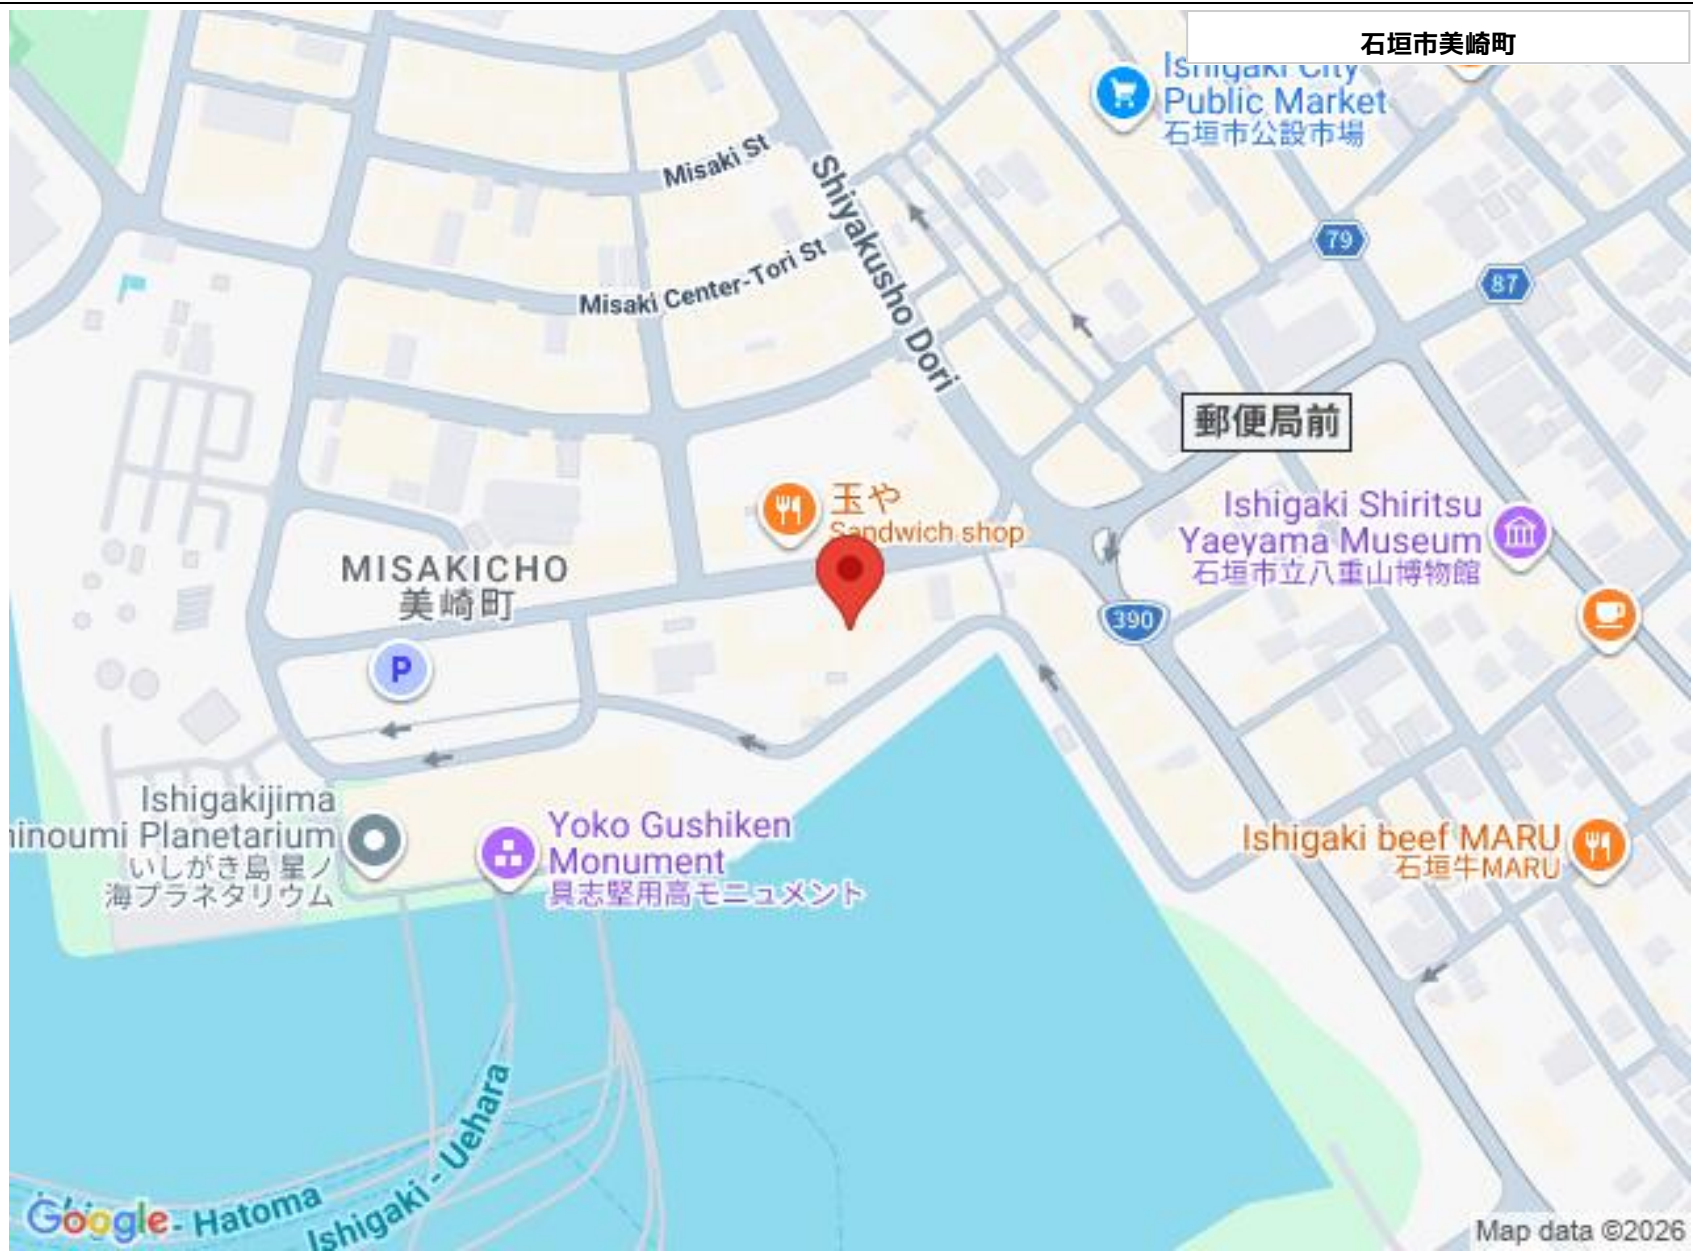 石垣市美崎町
Ishigaki City
Public Market
石垣市公設市場
Misaki St
Shiyakusho Dori
79
Misaki Center-Tori St
87
郵便局前
玉や
Sandwich shop
Ishigaki Shiritsu
Yaeyama Museum
石垣市立八重山博物館
MISAKICHO
美崎町
390
P
Ishigakijima
hinoumi Planetarium
いしがき島 星ノ
海プラネタリウム
Yoko Gushiken
Monument
具志堅用高モニュメント
Ishigaki beef MARU
石垣牛MARU
Ishigaki - Uehara
- Hatoma
Google
Map data ©2026